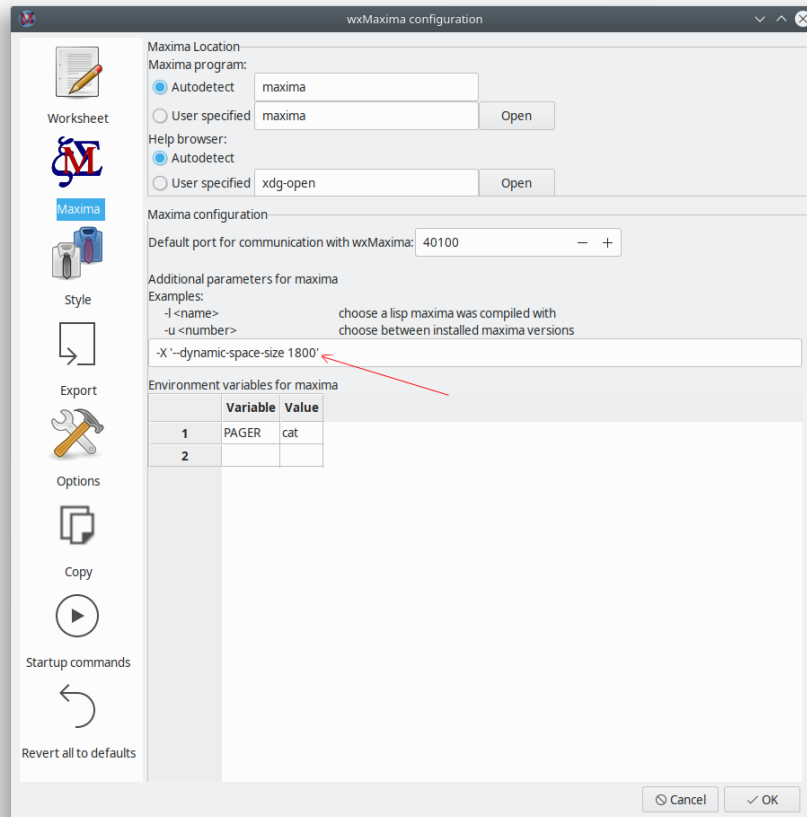 wxMaxima configuration
Worksheet
Maxima
Style
Export
Options
Copy
Startup commands
Revert all to defaults
Maxima Location
Maxima program:
Autodetect maxima
User specified maxima Open
Help browser:
Autodetect
User specified xdg-open Open
Maxima configuration
Default port for communication with wxMaxima: 40100 − +
Additional parameters for maxima
Examples:
-l <name> choose a lisp maxima was compiled with
-u <number> choose between installed maxima versions
-X '--dynamic-space-size 1800'
Environment variables for maxima
Variable Value
1 PAGER cat
2
Cancel OK